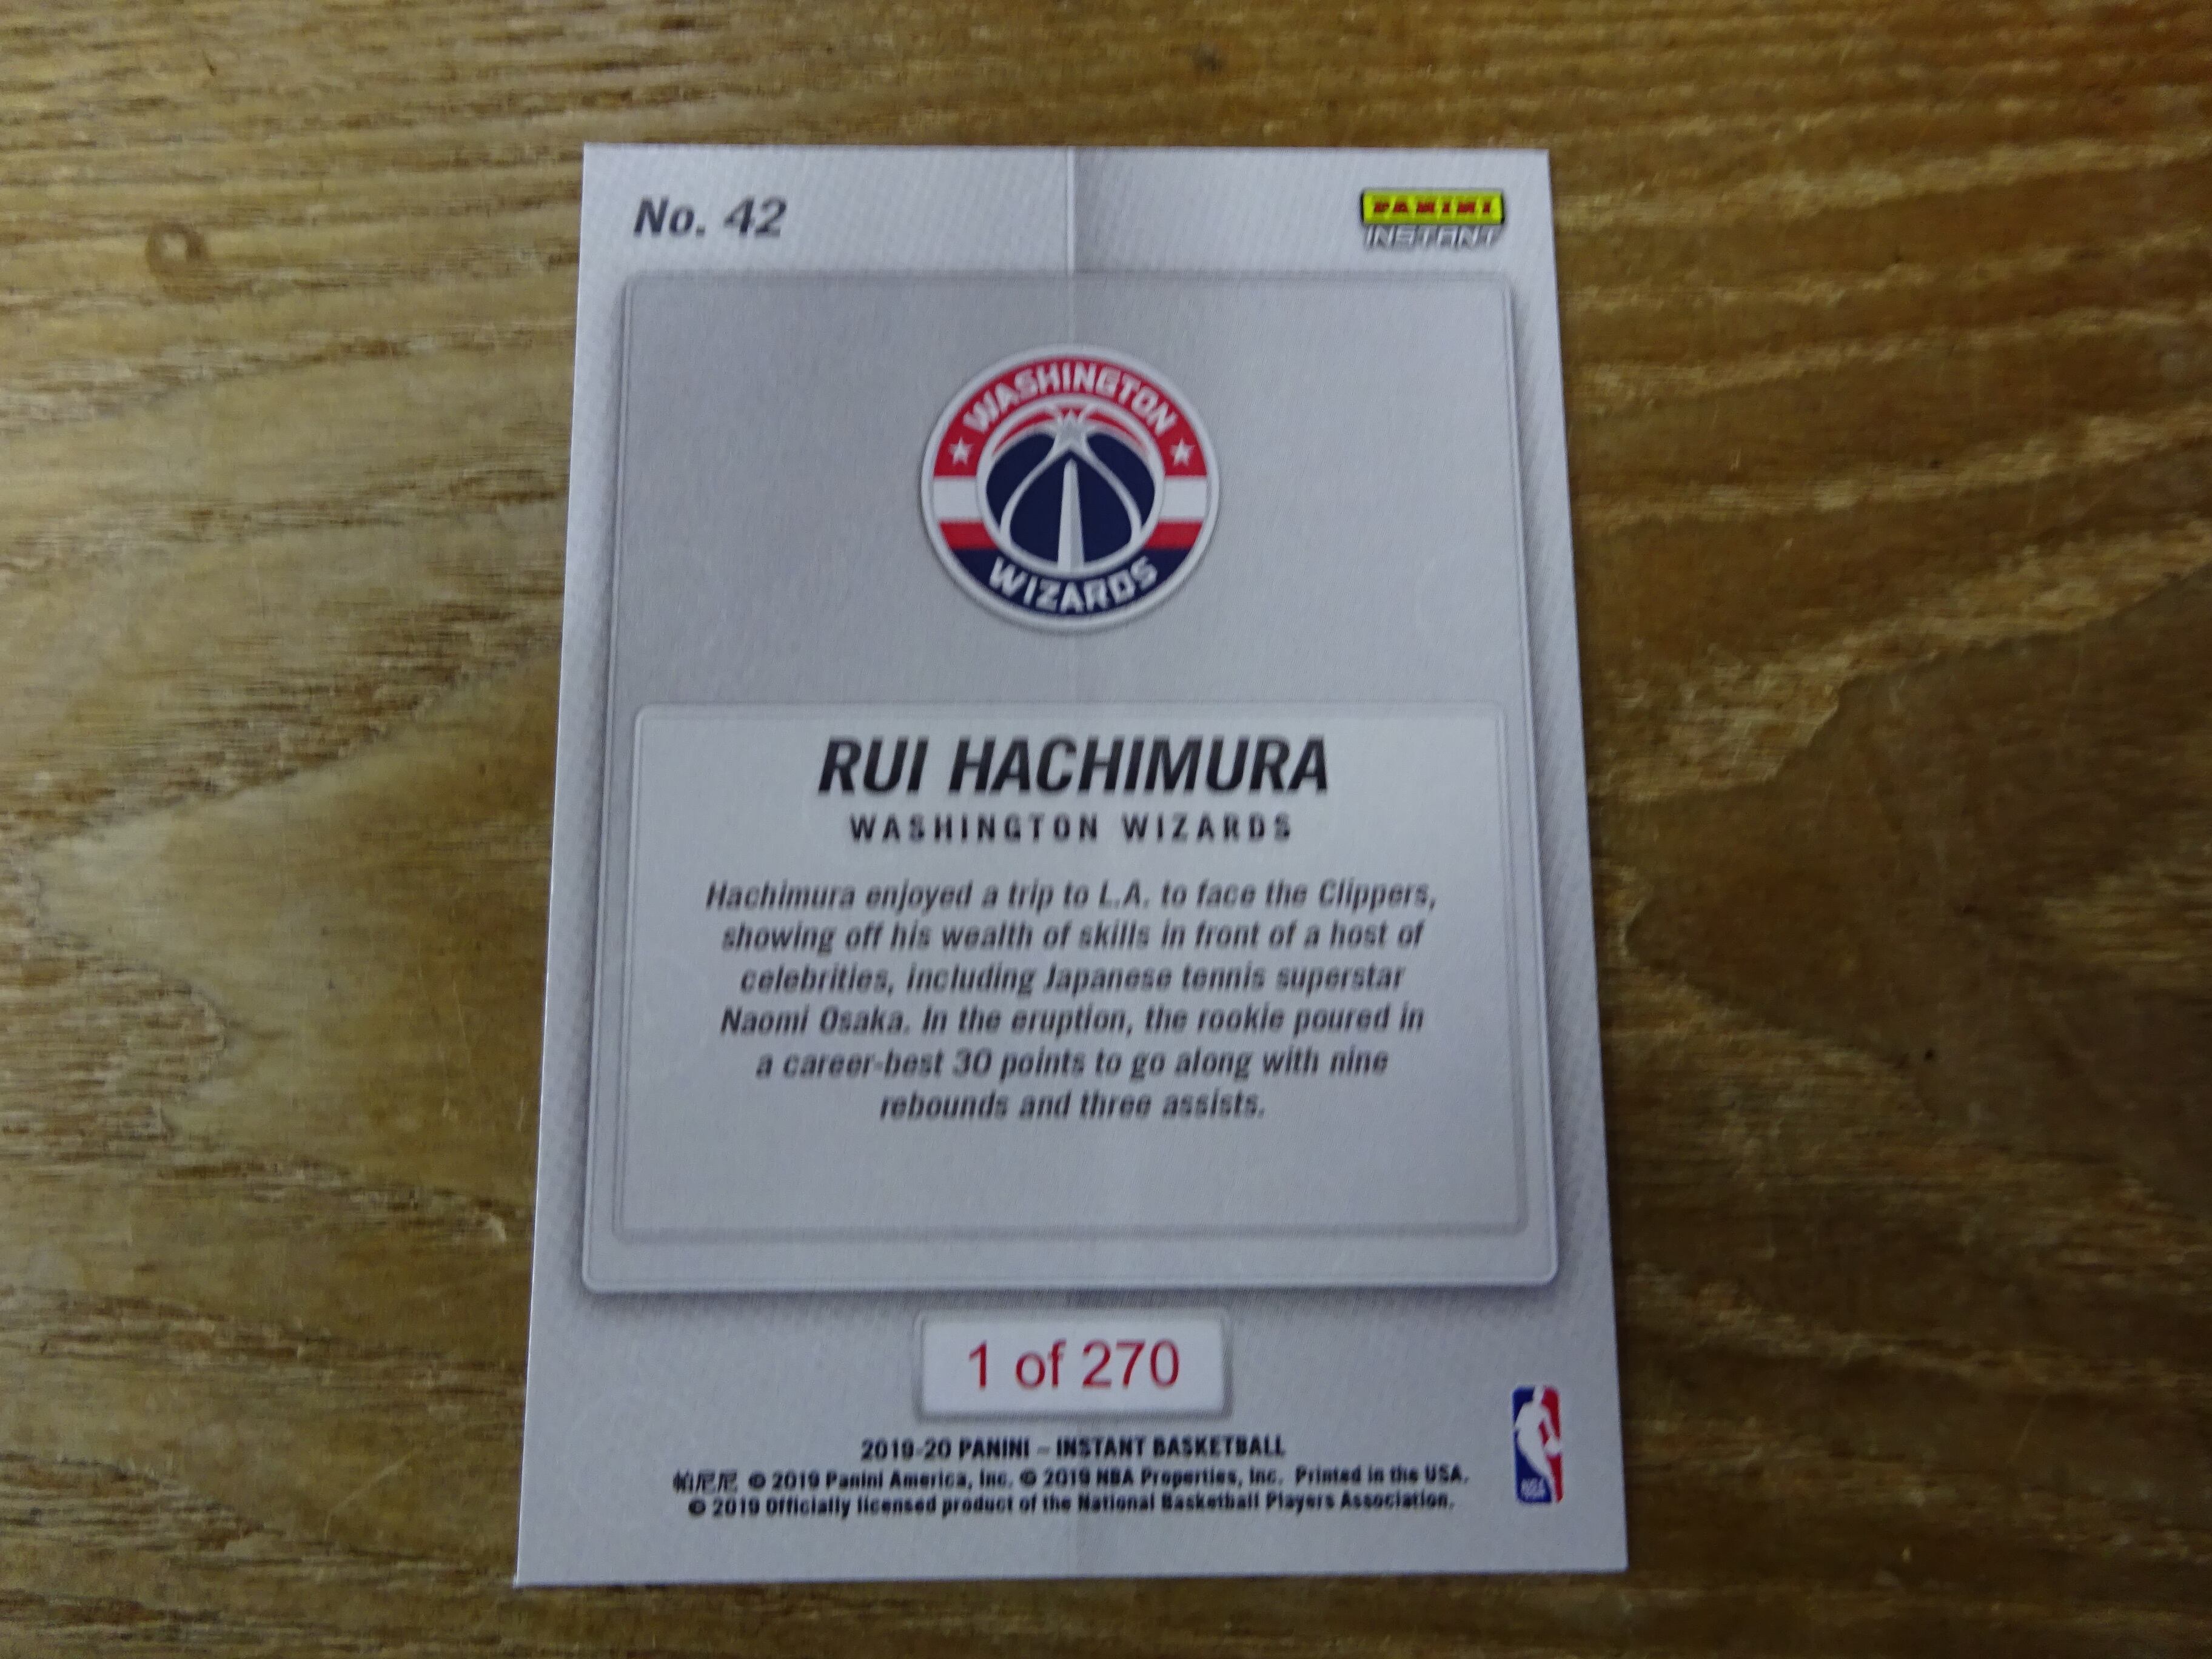 No. 42
PANINI
INSTANT
WASHINGTON
WIZARDS
RUI HACHIMURA
WASHINGTON WIZARDS
Hachimura enjoyed a trip to L.A. to face the Clippers,
showing off his wealth of skills in front of a host of
celebrities, including Japanese tennis superstar
Naomi Osaka. In the eruption, the rookie poured in
a career-best 30 points to go along with nine
rebounds and three assists.
1 of 270
2019-20 PANINI – INSTANT BASKETBALL
帕尼尼 © 2019 Panini America, Inc. © 2019 NBA Properties, Inc. Printed in the USA.
© 2019 Officially licensed product of the National Basketball Players Association.
NBA